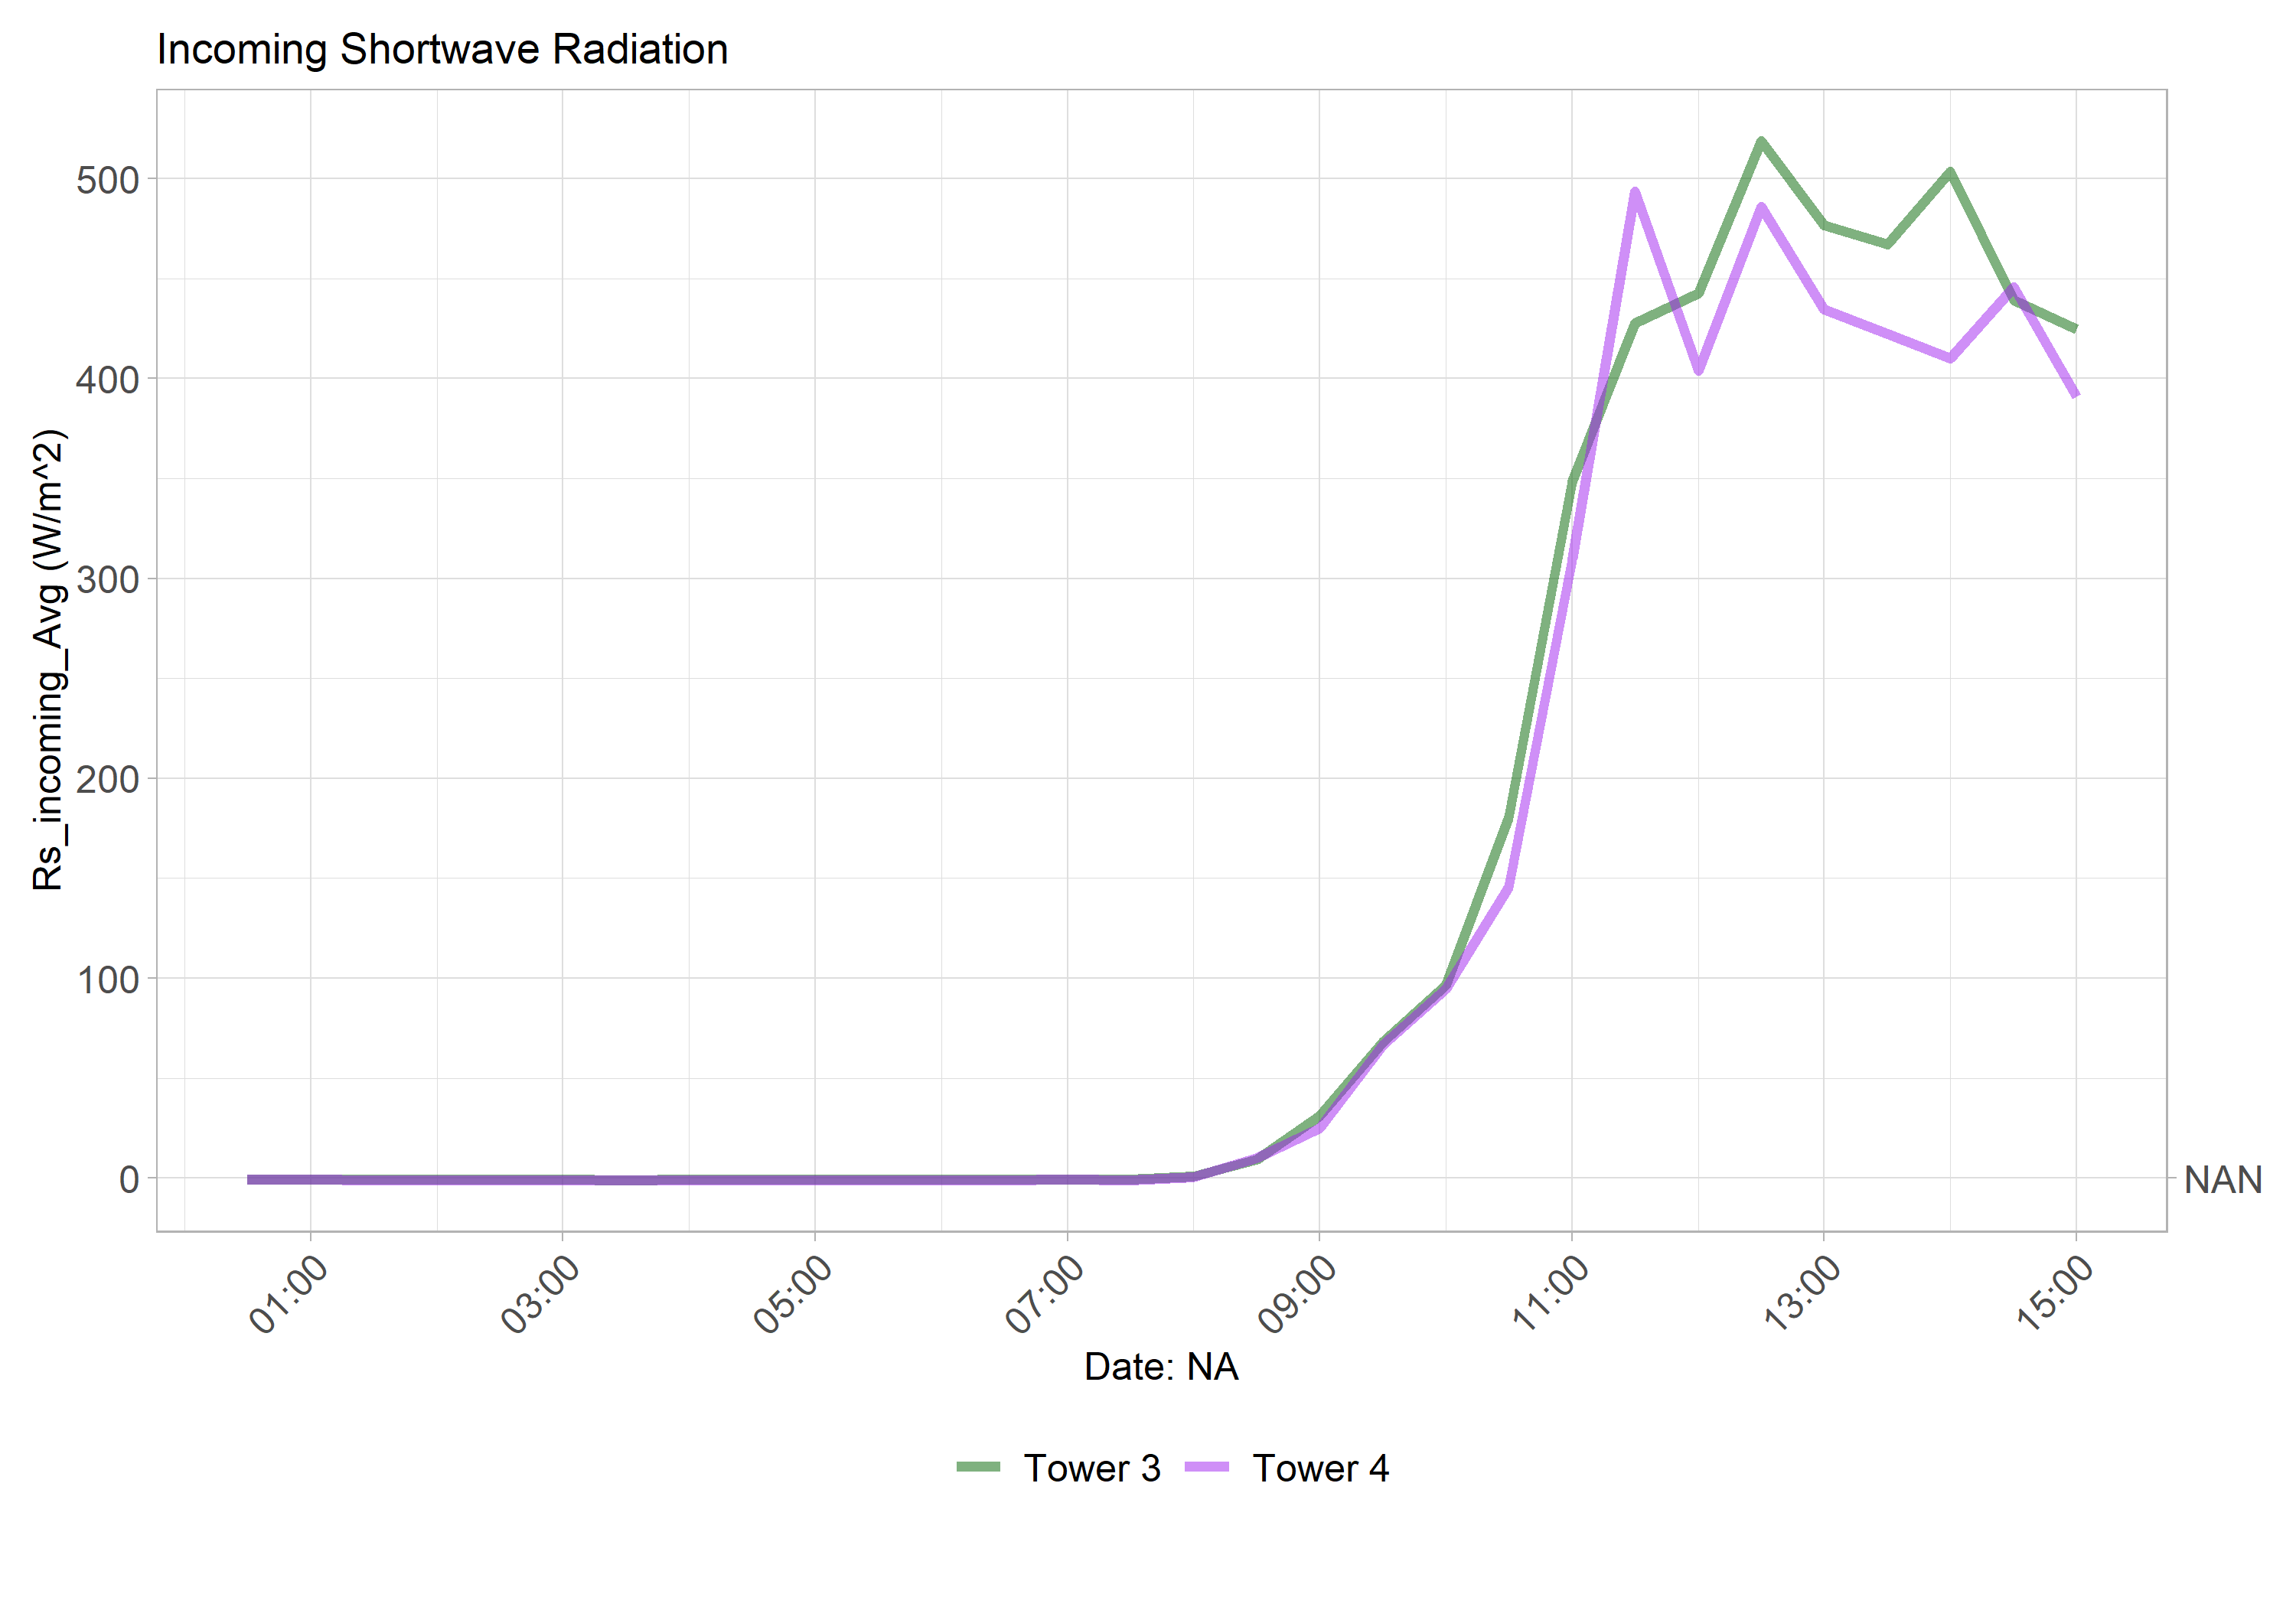 Incoming Shortwave Radiation
Rs_incoming_Avg (W/m^2)
500
400
300
200
100
0
NAN
01:00
03:00
05:00
07:00
09:00
11:00
13:00
15:00
Date: NA
Tower 3
Tower 4